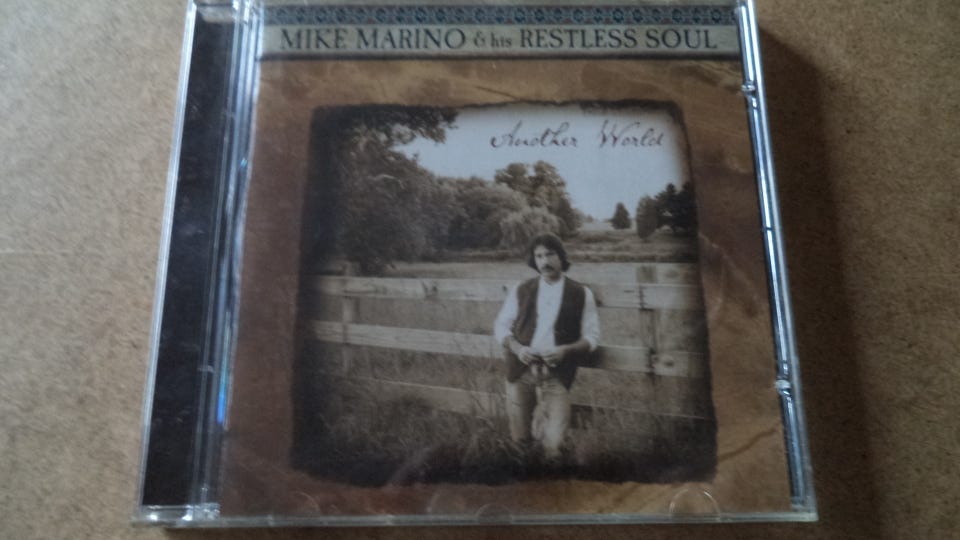 MIKE MARINO & his RESTLESS SOUL
Another World